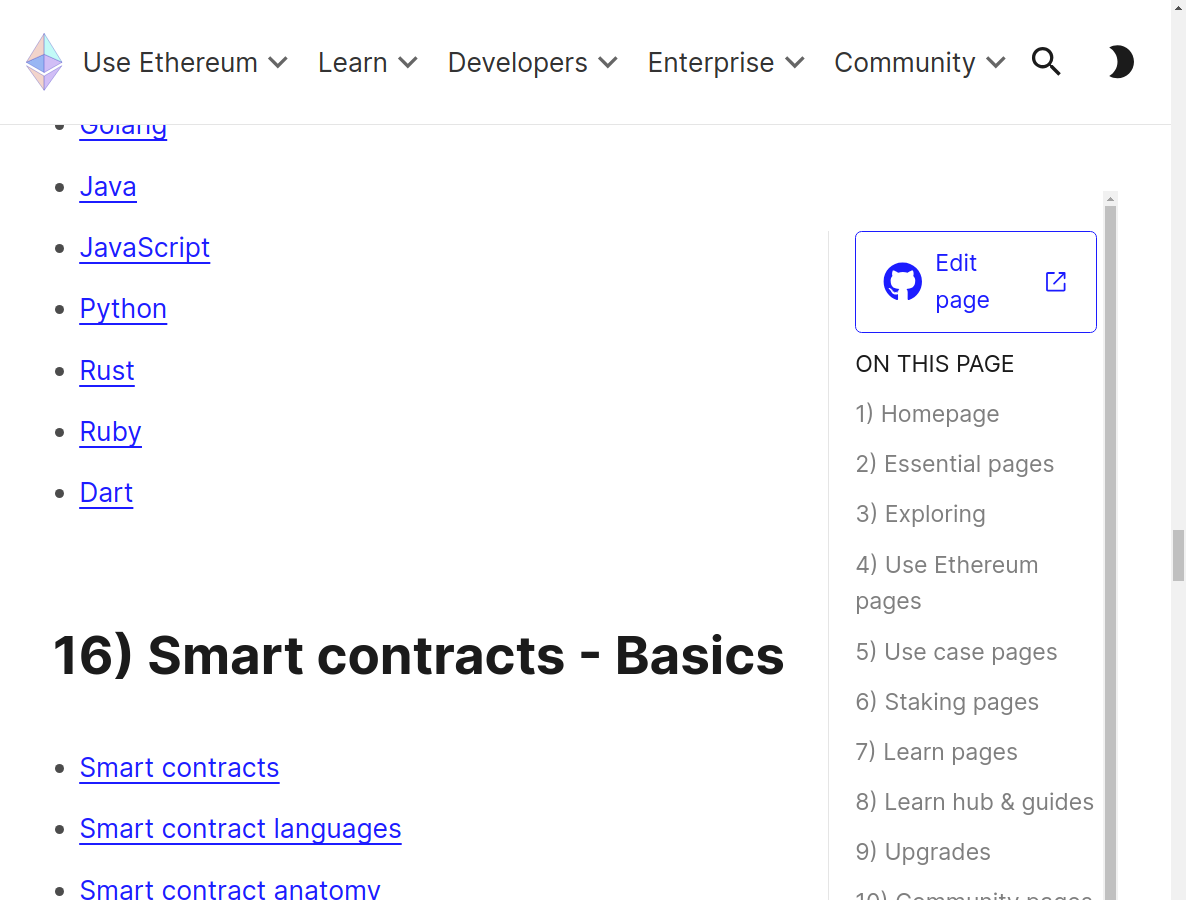 Use Ethereum Learn Developers Enterprise Community
Golang
Java
JavaScript
Python
Rust
Ruby
Dart
16) Smart contracts - Basics
Smart contracts
Smart contract languages
Smart contract anatomy
Edit
page
ON THIS PAGE
1) Homepage
2) Essential pages
3) Exploring
4) Use Ethereum
pages
5) Use case pages
6) Staking pages
7) Learn pages
8) Learn hub & guides
9) Upgrades
10) Community pages